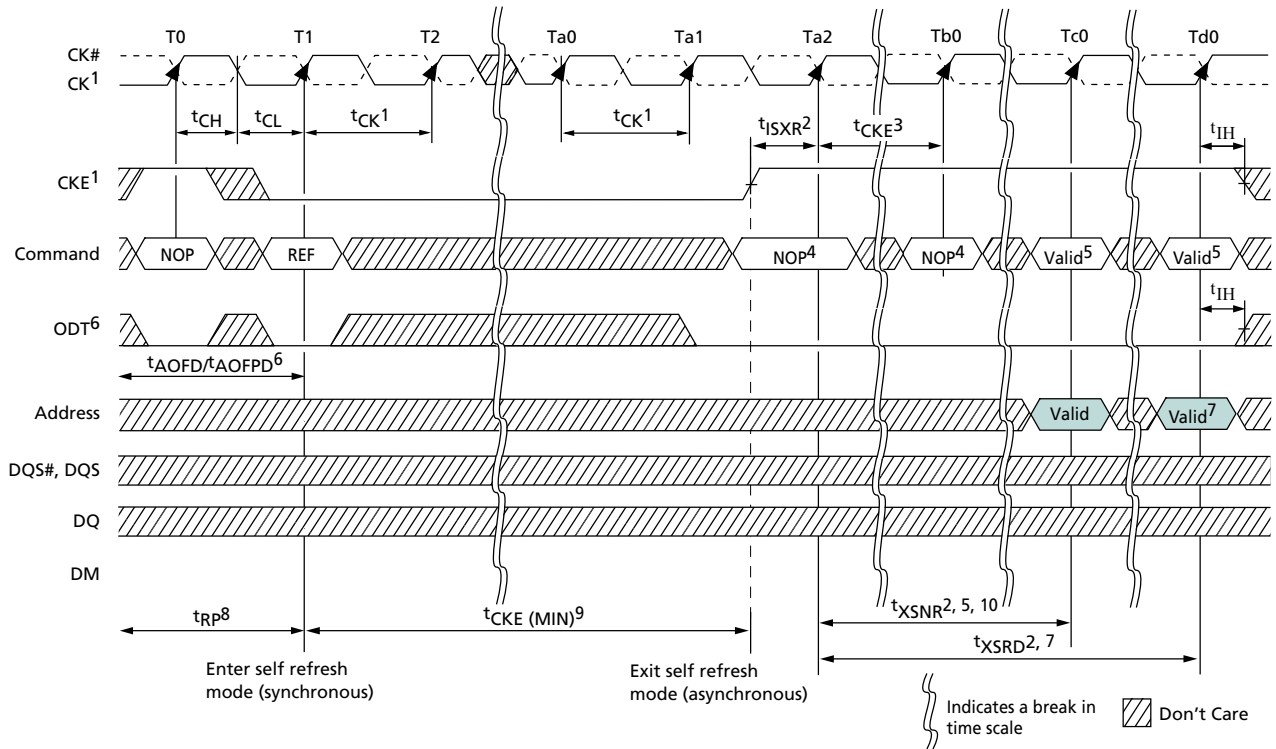 T0 T1 T2 Ta0 Ta1 Ta2 Tb0 Tc0 Td0
CK#
CK1
tCH tCL tCK1 tCK1 tISXR2 tCKE3 tIH
CKE1
Command NOP REF NOP4 NOP4 Valid5 Valid5
tIH
ODT6
tAOFD/tAOFPD6
Address Valid Valid7
DQS#, DQS
DQ
DM
tRP8 tCKE (MIN)9 tXSNR2, 5, 10
tXSRD2, 7
Enter self refresh
mode (synchronous)
Exit self refresh
mode (asynchronous)
Indicates a break in
time scale
Don't Care